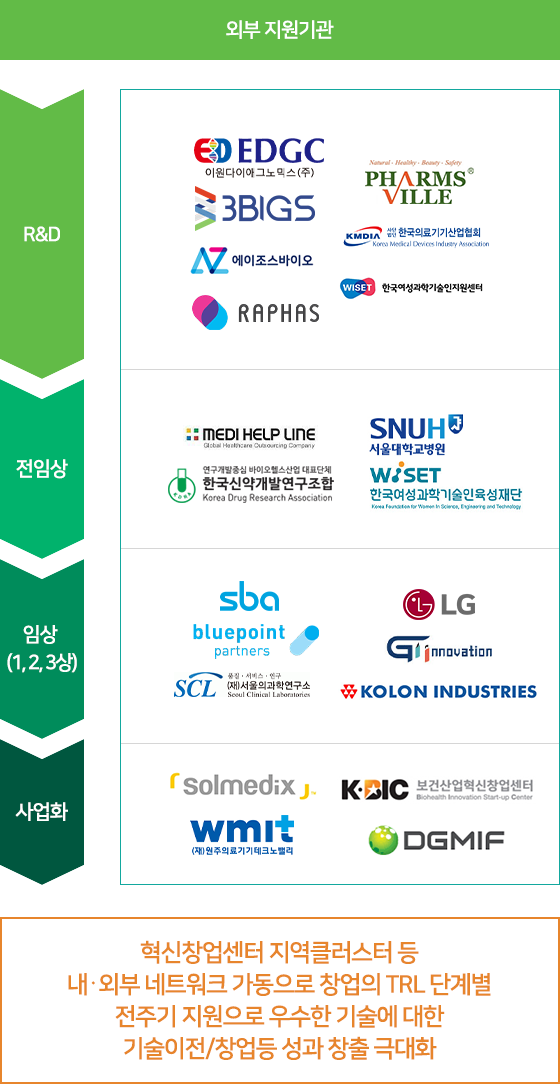 외부 지원기관
R&D
EDGC
이원다이애그노믹스(주)
3BIGS
에이조스바이오
RAPHAS
Natural · Healthy · Beauty · Safety
PHARMS VILLE®
KMDIA 사단법인 한국의료기기산업협회
Korea Medical Devices Industry Association
WISET 한국여성과학기술인지원센터
전임상
MEDI HELP LINE
Global Healthcare Outsourcing Company
연구개발중심 바이오헬스산업 대표단체
한국신약개발연구조합
Korea Drug Research Association
SNUH
서울대학교병원
WISET
한국여성과학기술인육성재단
Korea Foundation for Women In Science, Engineering and Technology
임상
(1, 2, 3상)
sba
bluepoint
partners
품질 · 서비스 · 연구
SCL (재)서울의과학연구소
Seoul Clinical Laboratories
LG
GTinnovation
KOLON INDUSTRIES
사업화
solmedix
wmit
(재)원주의료기기테크노밸리
K·BIC 보건산업혁신창업센터
Biohealth Innovation Start-up Center
DGMIF
혁신창업센터 지역클러스터 등
내·외부 네트워크 가동으로 창업의 TRL 단계별
전주기 지원으로 우수한 기술에 대한
기술이전/창업등 성과 창출 극대화